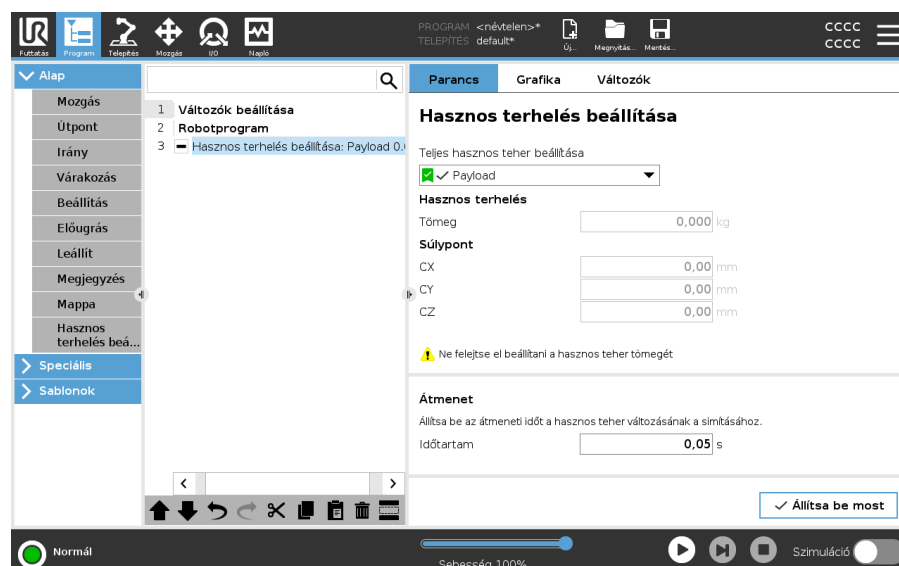 UR
Futtatás
Program
Telepítés
Mozgás
I/O
Napló
PROGRAM <névtelen>*
TELEPÍTÉS default*
Új...
Megnyitás...
Mentés...
CCCC
CCCC
Alap
Mozgás
Útpont
Irány
Várakozás
Beállítás
Előugrás
Leállít
Megjegyzés
Mappa
Hasznos
terhelés beá...
Speciális
Sablonok
1 Változók beállítása
2 Robotprogram
3 Hasznos terhelés beállítása: Payload 0.
Parancs
Grafika
Változók
Hasznos terhelés beállítása
Teljes hasznos teher beállítása
Payload
Hasznos terhelés
Tömeg 0,000 kg
Súlypont
CX 0,00 mm
CY 0,00 mm
CZ 0,00 mm
Ne felejtse el beállítani a hasznos teher tömegét
Átmenet
Állítsa be az átmeneti időt a hasznos teher változásának a simításához.
Időtartam 0,05 s
Állítsa be most
Normál
Sebesség 100%
Szimuláció